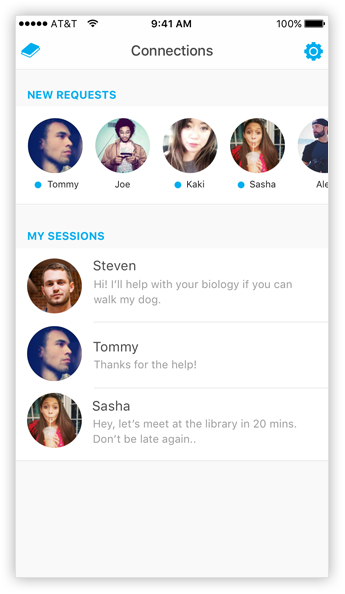 AT&T 9:41 AM 100%
Connections
NEW REQUESTS
Tommy Joe Kaki Sasha Ale
MY SESSIONS
Steven
Hi! I'll help with your biology if you can
walk my dog.
Tommy
Thanks for the help!
Sasha
Hey, let's meet at the library in 20 mins.
Don't be late again..